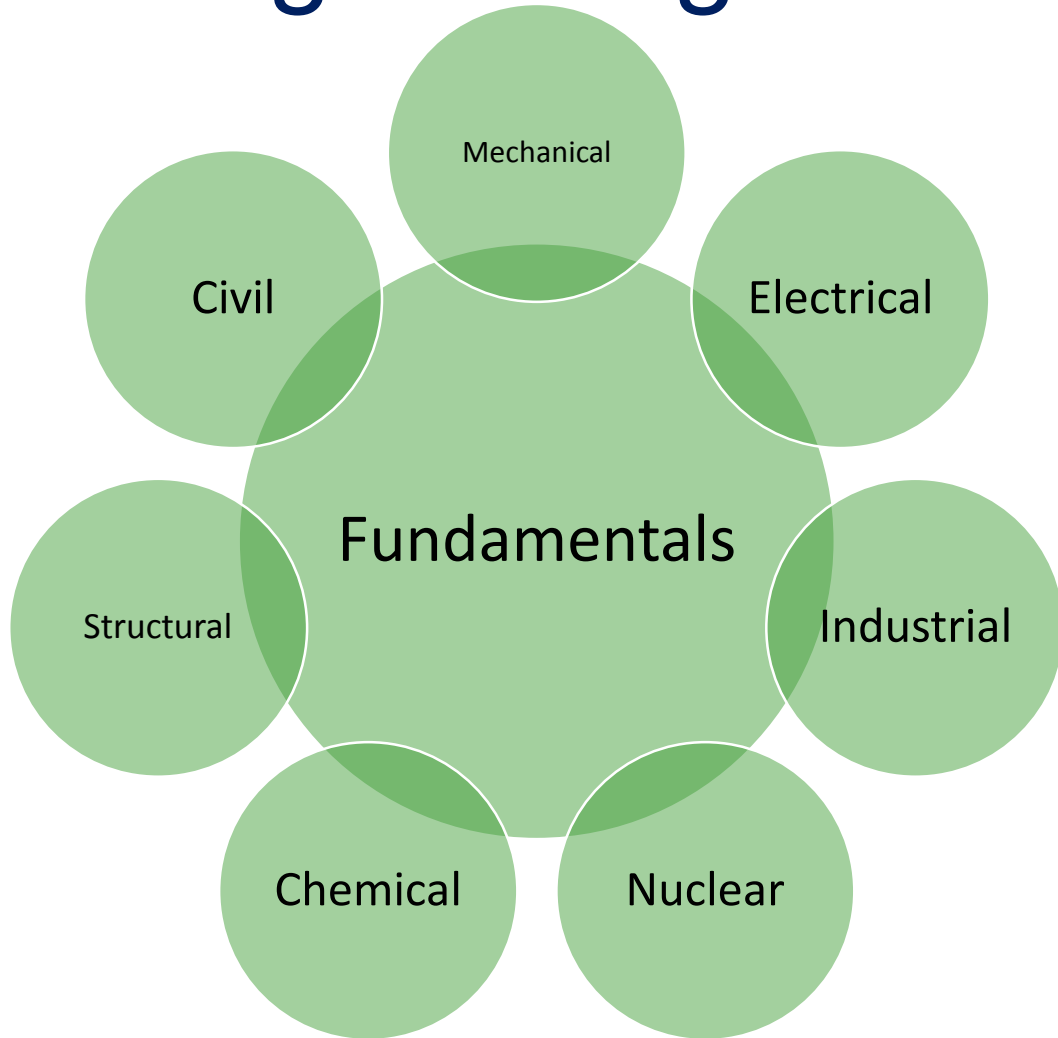 Mechanical
Civil
Electrical
Fundamentals
Structural
Industrial
Chemical
Nuclear